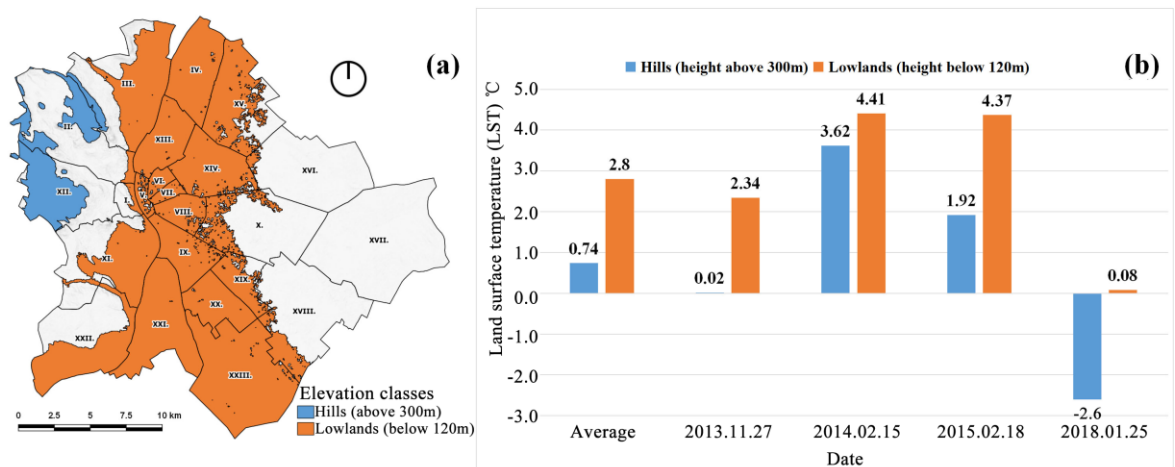 (a)
III.
IV.
XV.
II.
XIII.
XIV.
XVI.
XII.
VI.
I.
V.
VII.
VIII.
X.
XVII.
XI.
IX.
XIX.
XX.
XVIII.
XXII.
XXI.
XXIII.
Elevation classes
Hills (above 300m)
Lowlands (below 120m)
0.0 2.5 5.0 7.5 10 km
(b)
Hills (height above 300m) Lowlands (height below 120m)
Land surface temperature (LST) ℃
5.0
4.0
3.0
2.0
1.0
0.0
-1.0
-2.0
-3.0
0.74
2.8
0.02
2.34
3.62
4.41
1.92
4.37
-2.6
0.08
Average 2013.11.27 2014.02.15 2015.02.18 2018.01.25
Date